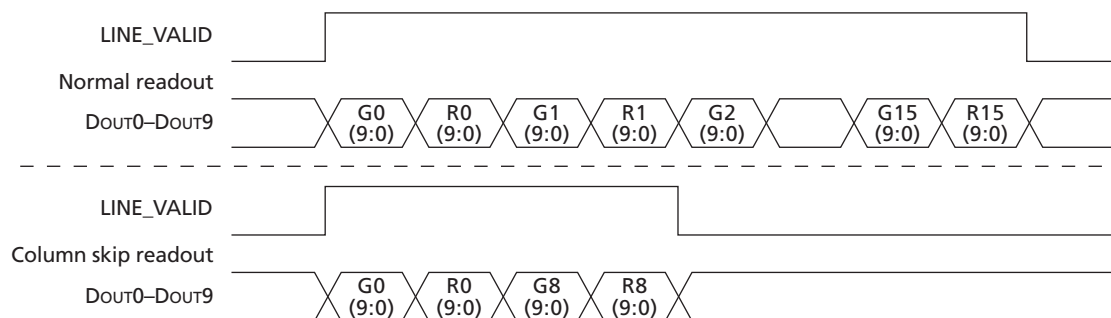 LINE_VALID
Normal readout
DOUT0–DOUT9
G0 (9:0) R0 (9:0) G1 (9:0) R1 (9:0) G2 (9:0) G15 (9:0) R15 (9:0)
LINE_VALID
Column skip readout
DOUT0–DOUT9
G0 (9:0) R0 (9:0) G8 (9:0) R8 (9:0)